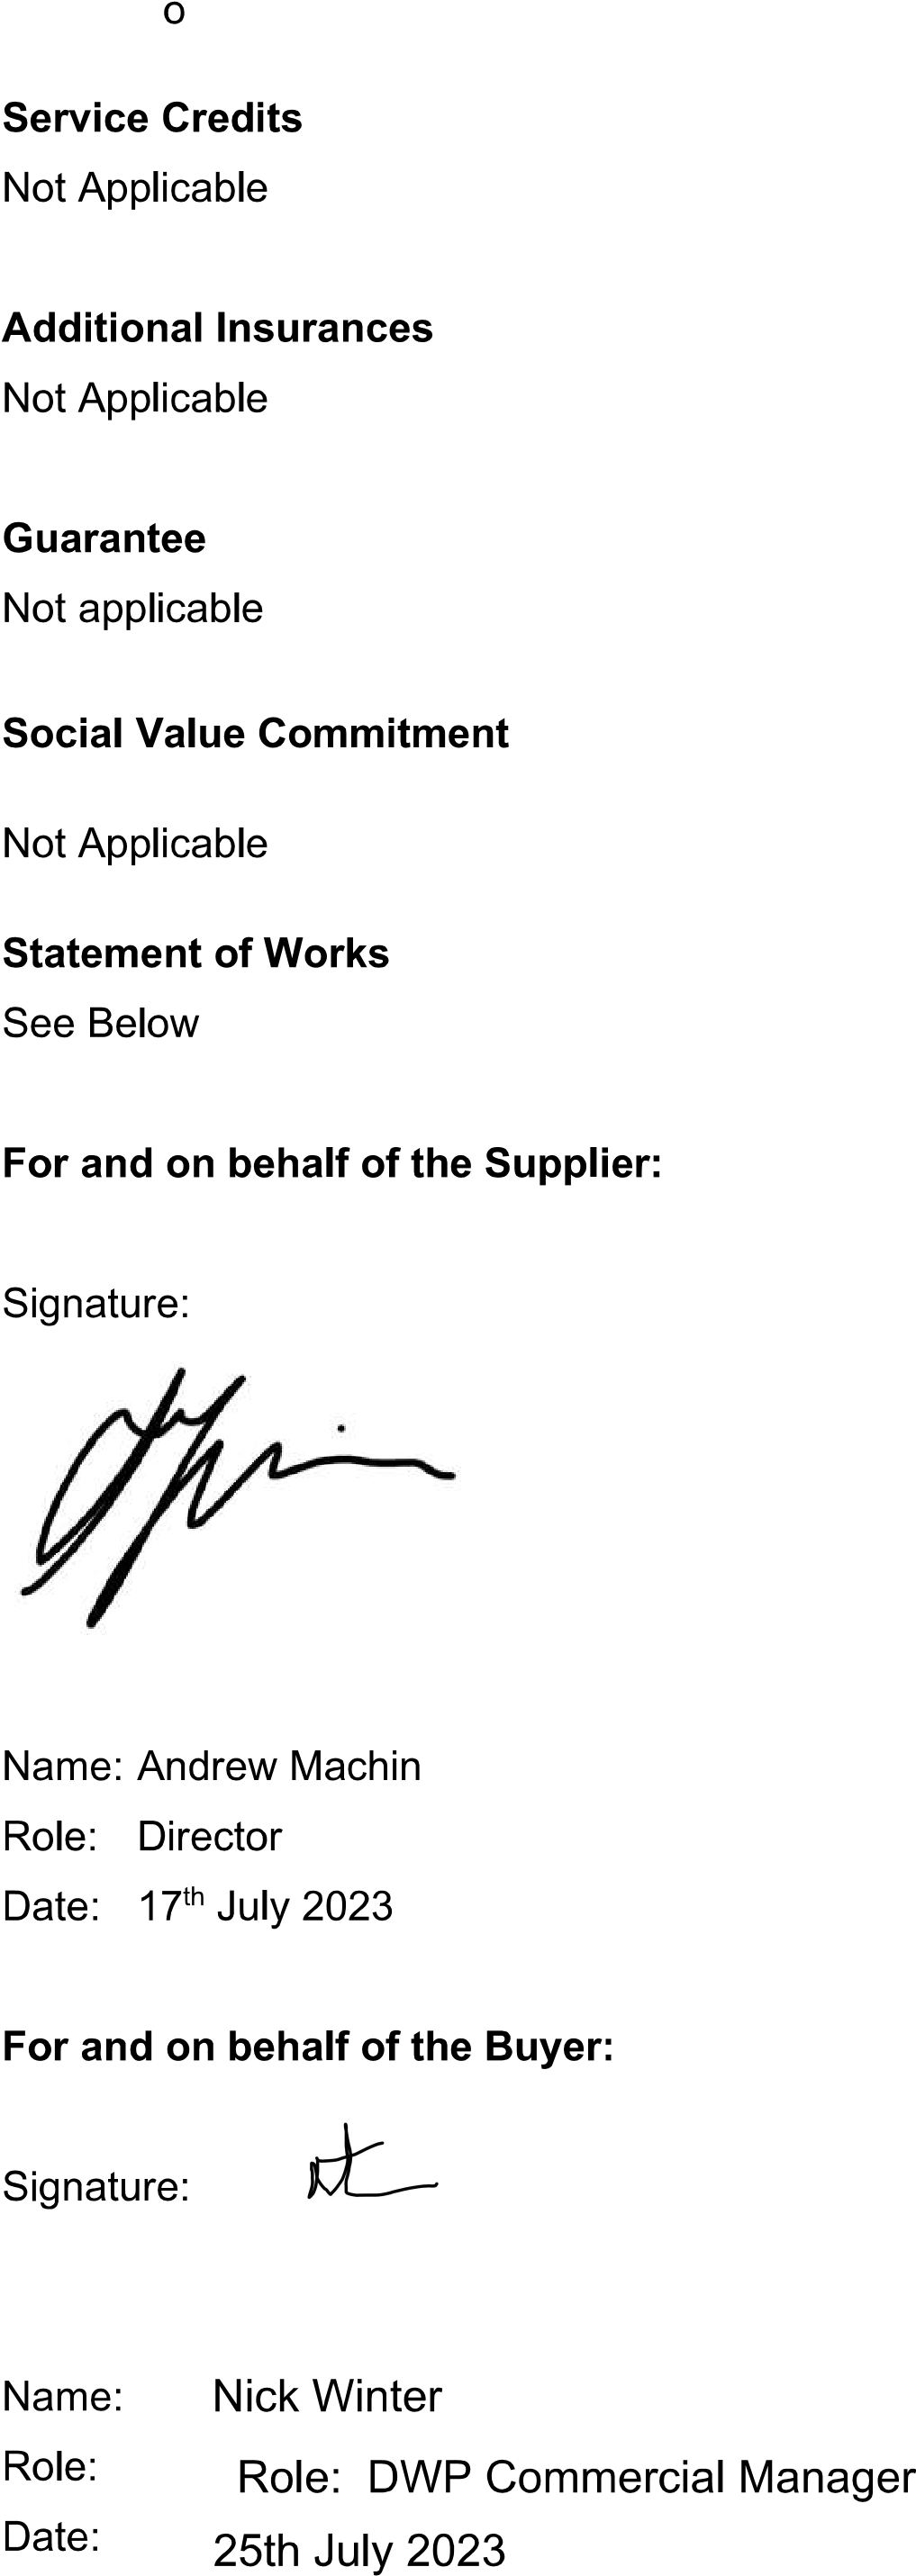 o
Service Credits
Not Applicable
Additional Insurances
Not Applicable
Guarantee
Not applicable
Social Value Commitment
Not Applicable
Statement of Works
See Below
For and on behalf of the Supplier:
Signature:
Name: Andrew Machin
Role: Director
Date: 17th July 2023
For and on behalf of the Buyer:
Signature:
Name: Nick Winter
Role: Role: DWP Commercial Manager
Date: 25th July 2023